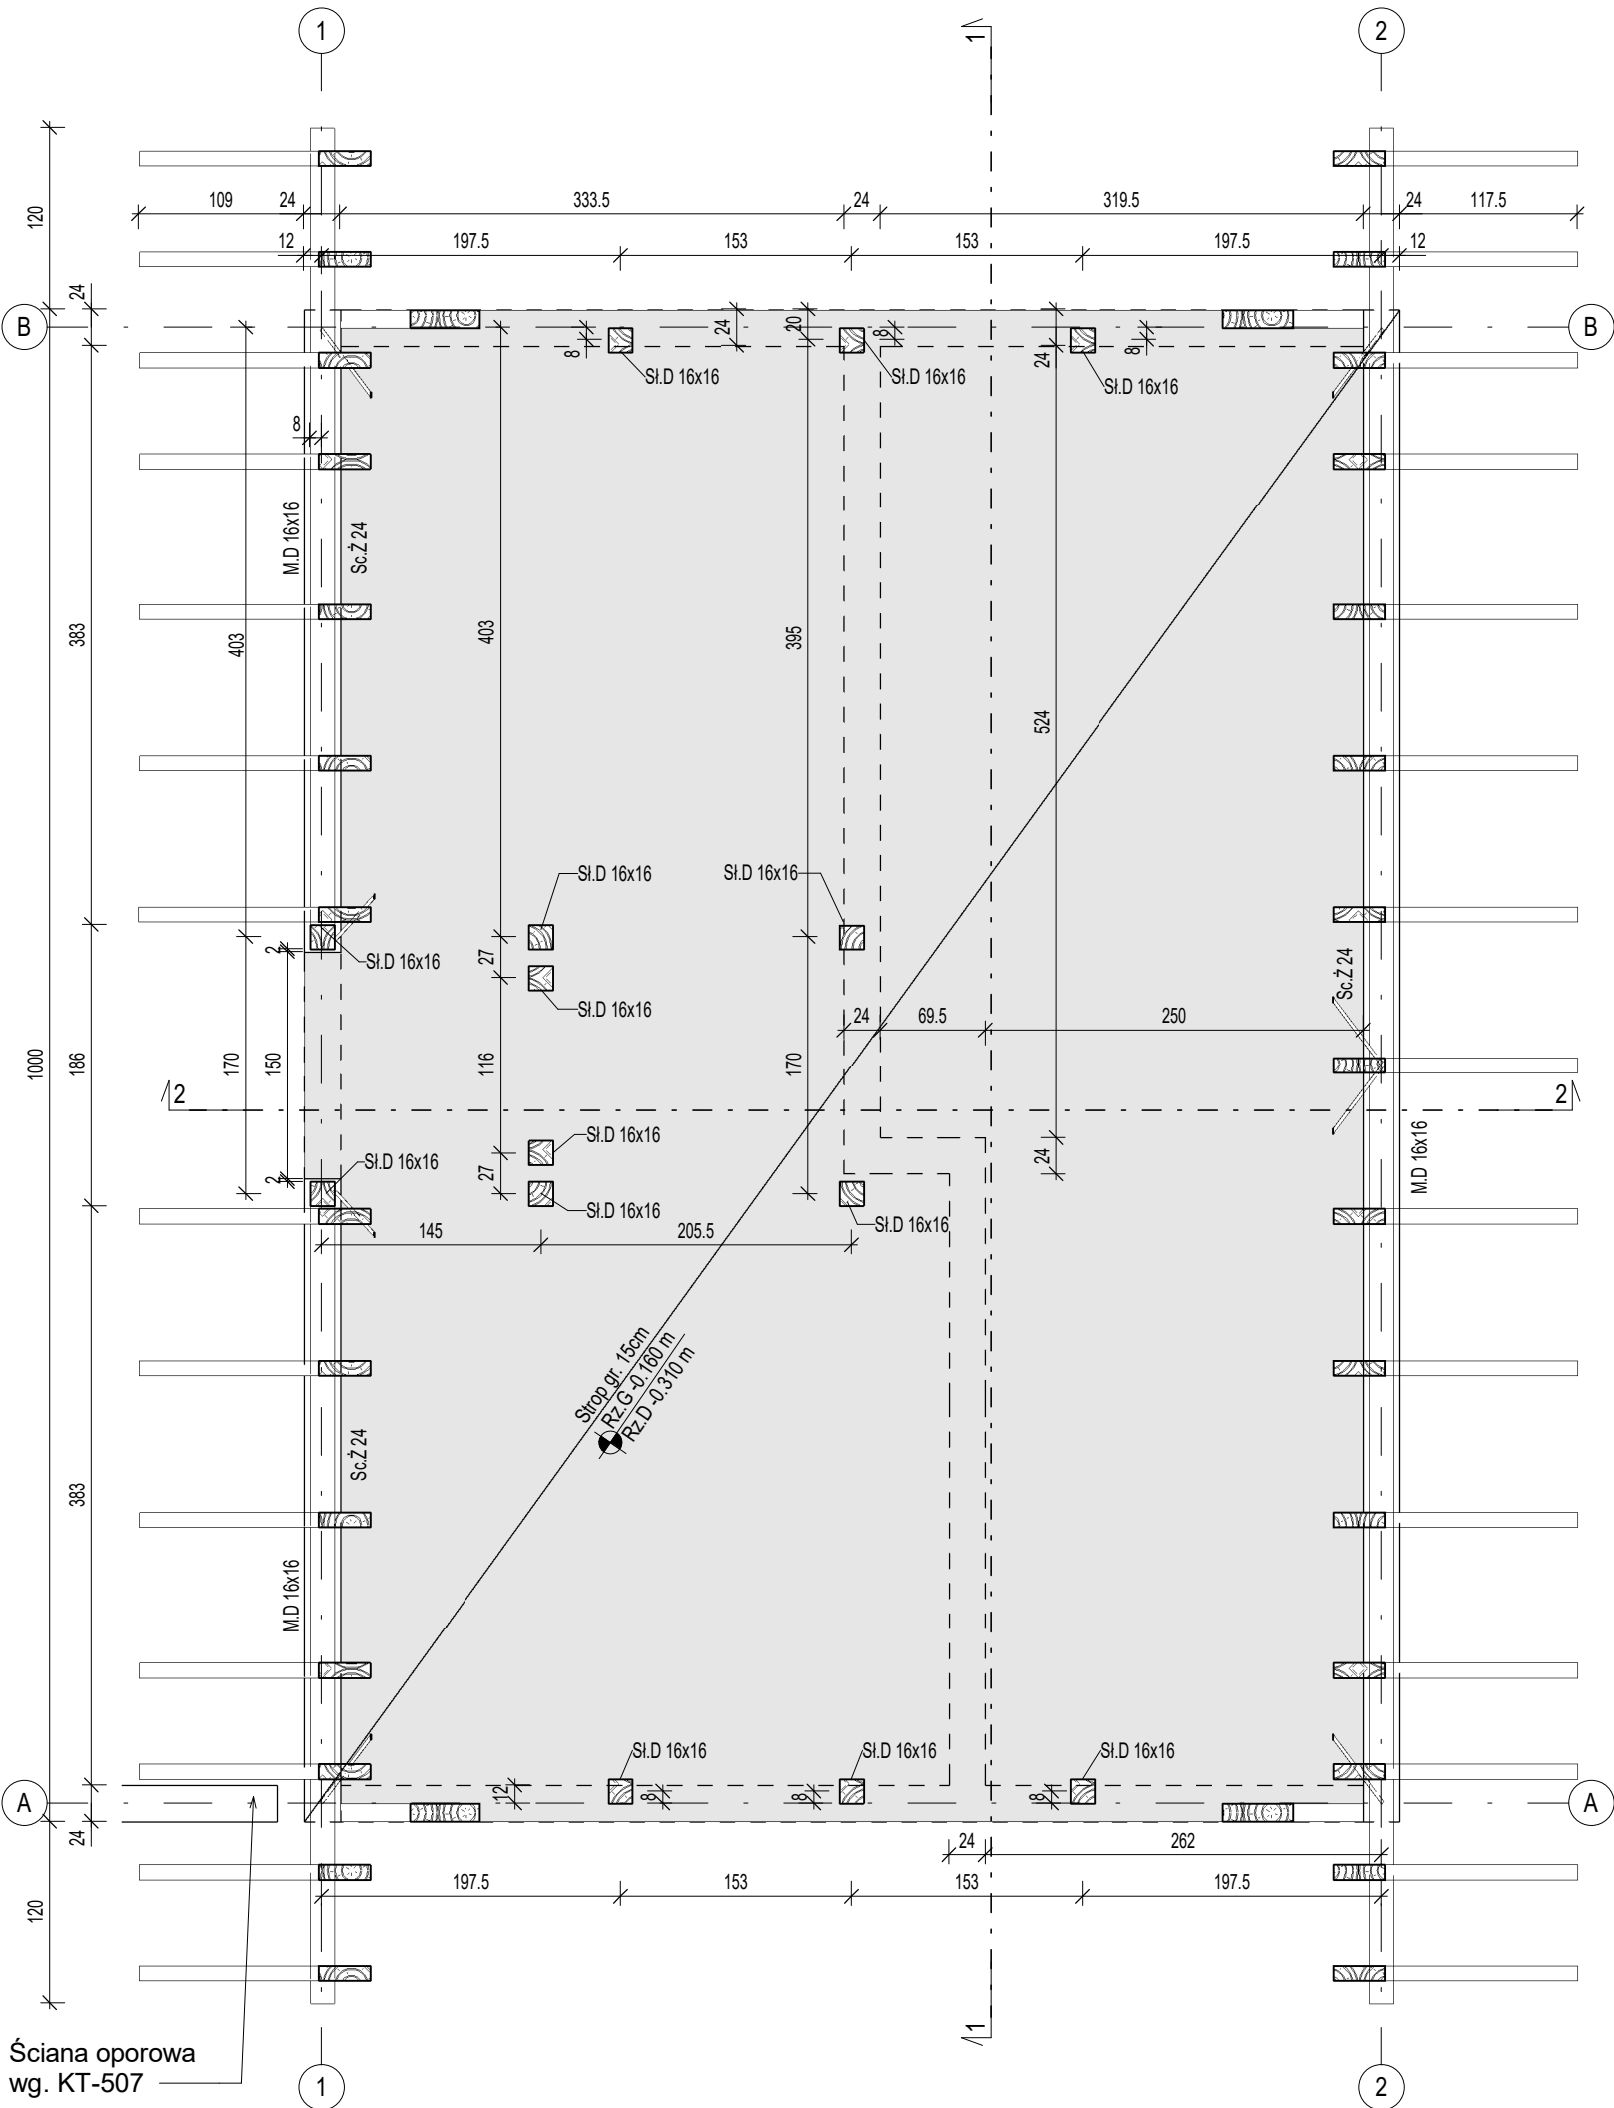 1
2
1
109
24
333.5
24
319.5
24
117.5
120
12
197.5
153
153
197.5
12
24
B
B
24
20
8
24
8
8
Sł.D 16x16
Sł.D 16x16
Sł.D 16x16
8
M.D 16x16
Sc.Ż 24
383
403
403
395
524
Sł.D 16x16
Sł.D 16x16
2
Sł.D 16x16
27
Sł.D 16x16
Sc.Ż 24
24
69.5
250
1000
186
170
150
116
170
2
2
M.D 16x16
Sł.D 16x16
24
Sł.D 16x16
2
27
Sł.D 16x16
Sł.D 16x16
145
205.5
Strop gr. 15cm
Rz.G -0.160 m
Rz.D -0.310 m
Sc.Ż 24
383
M.D 16x16
Sł.D 16x16
Sł.D 16x16
Sł.D 16x16
12
8
8
8
A
A
24
24
262
197.5
153
153
197.5
120
1
Ściana oporowa
wg. KT-507
1
2